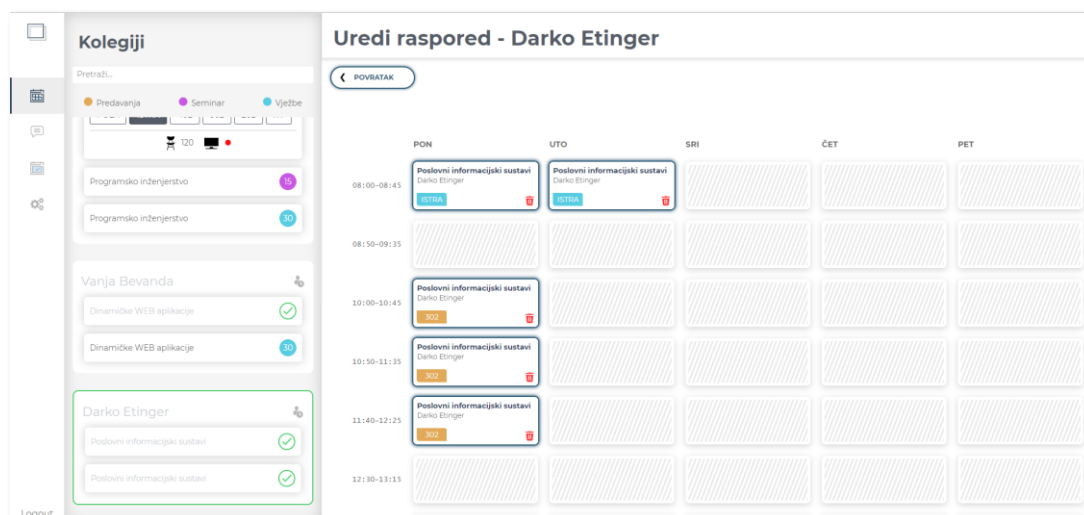 Kolegiji
Pretraži...
Predavanja
Seminar
Vježbe
120
Programsko inženjerstvo
15
Programsko inženjerstvo
30
Vanja Bevanda
Dinamičke WEB aplikacije
Dinamičke WEB aplikacije
30
Darko Etinger
Poslovni informacijski sustavi
Poslovni informacijski sustavi
Uredi raspored - Darko Etinger
POVRATAK
PON
UTO
SRI
ČET
PET
08:00-08:45
Poslovni informacijski sustavi
Darko Etinger
ISTRA
Poslovni informacijski sustavi
Darko Etinger
ISTRA
08:50-09:35
10:00-10:45
Poslovni informacijski sustavi
Darko Etinger
302
10:50-11:35
Poslovni informacijski sustavi
Darko Etinger
302
11:40-12:25
Poslovni informacijski sustavi
Darko Etinger
302
12:30-13:15
Logout